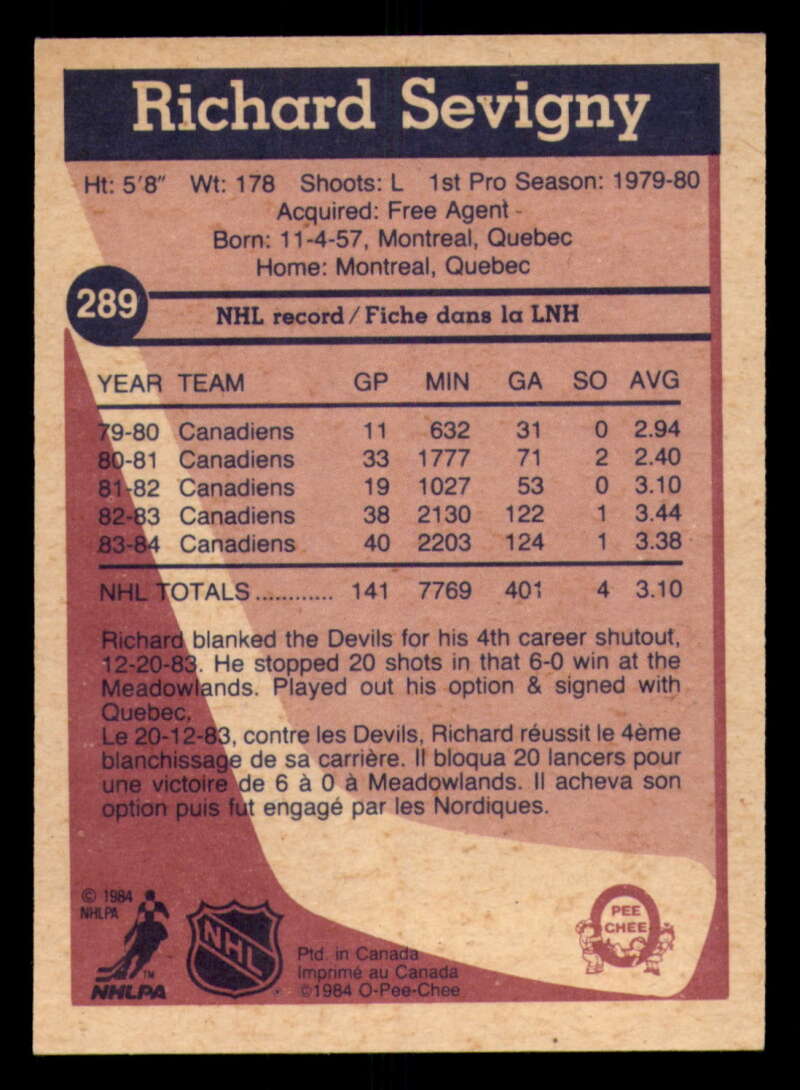 Richard Sevigny
Ht: 5'8" Wt: 178 Shoots: L 1st Pro Season: 1979-80
Acquired: Free Agent
Born: 11-4-57, Montreal, Quebec
Home: Montreal, Quebec
289
NHL record / Fiche dans la LNH
YEAR TEAM GP MIN GA SO AVG
79-80 Canadiens 11 632 31 0 2.94
80-81 Canadiens 33 1777 71 2 2.40
81-82 Canadiens 19 1027 53 0 3.10
82-83 Canadiens 38 2130 122 1 3.44
83-84 Canadiens 40 2203 124 1 3.38
NHL TOTALS ............ 141 7769 401 4 3.10
Richard blanked the Devils for his 4th career shutout,
12-20-83. He stopped 20 shots in that 6-0 win at the
Meadowlands. Played out his option & signed with
Quebec,
Le 20-12-83, contre les Devils, Richard réussit le 4ème
blanchissage de sa carrière. Il bloqua 20 lancers pour
une victoire de 6 à 0 à Meadowlands. Il acheva son
option puis fut engagé par les Nordiques.
© 1984
NHLPA
TM
NHLPA
NHL
Ptd. in Canada
Imprimé au Canada
©1984 O-Pee-Chee
PEE
CHEE